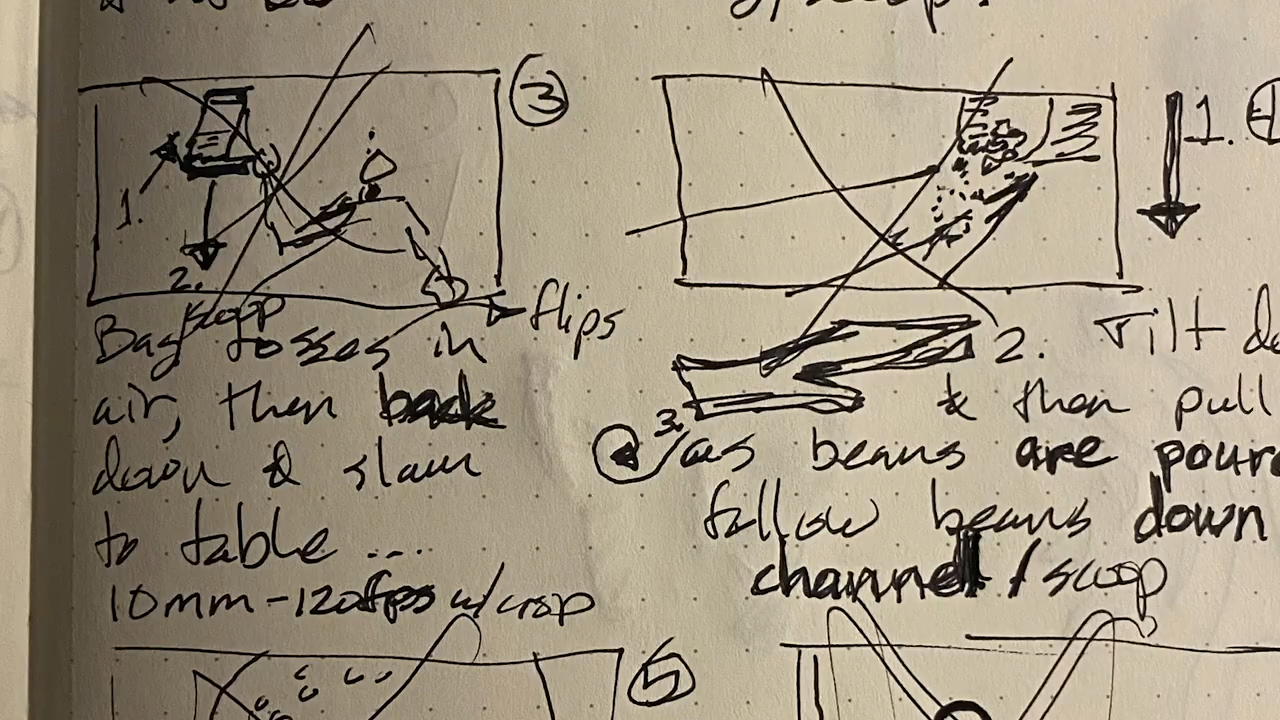 3
1.
2.
scoop
flips
Bag tosses in
air, then back
down & slam
to table ...
10mm-120fps w/crop
1.
2. Tilt
& then pull
3. as beans are
follow beans down
channel / scoop
5